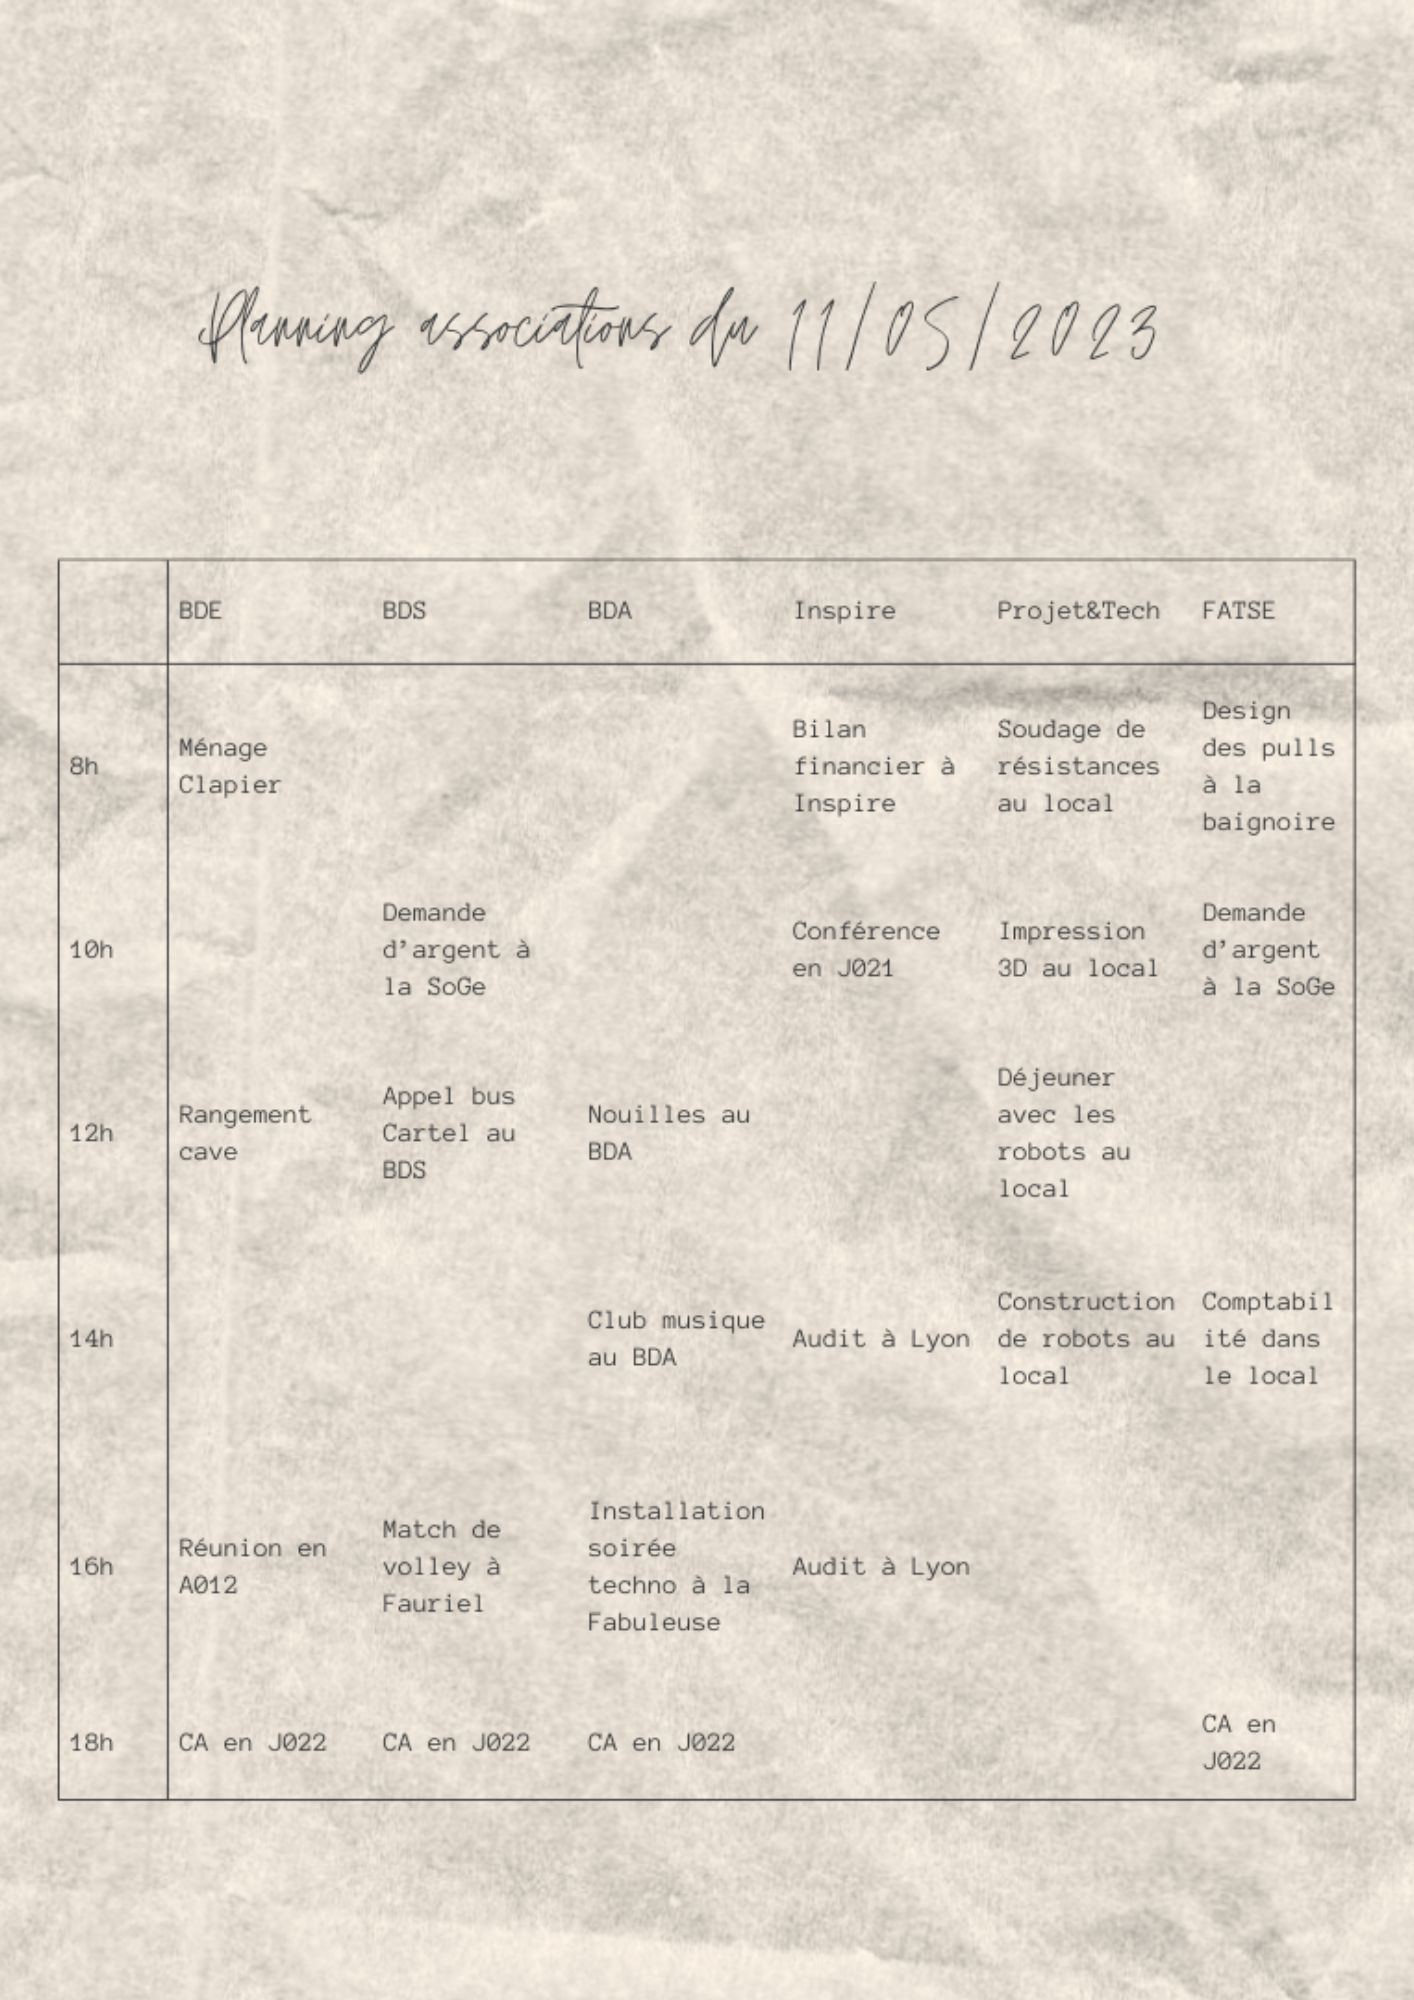 Planning associations du 11/05/2023
BDE BDS BDA Inspire Projet&Tech FATSE
8h
Ménage
Clapier
Bilan
financier à
Inspire
Soudage de
résistances
au local
Design
des pulls
à la
baignoire
10h
Demande
d'argent à
la SoGe
Conférence
en J021
Impression
3D au local
Demande
d'argent
à la SoGe
12h
Rangement
cave
Appel bus
Cartel au
BDS
Nouilles au
BDA
Déjeuner
avec les
robots au
local
14h
Club musique
au BDA
Audit à Lyon
Construction
de robots au
local
Comptabil
ité dans
le local
16h
Réunion en
A012
Match de
volley à
Fauriel
Installation
soirée
techno à la
Fabuleuse
Audit à Lyon
18h
CA en J022
CA en J022
CA en J022
CA en
J022